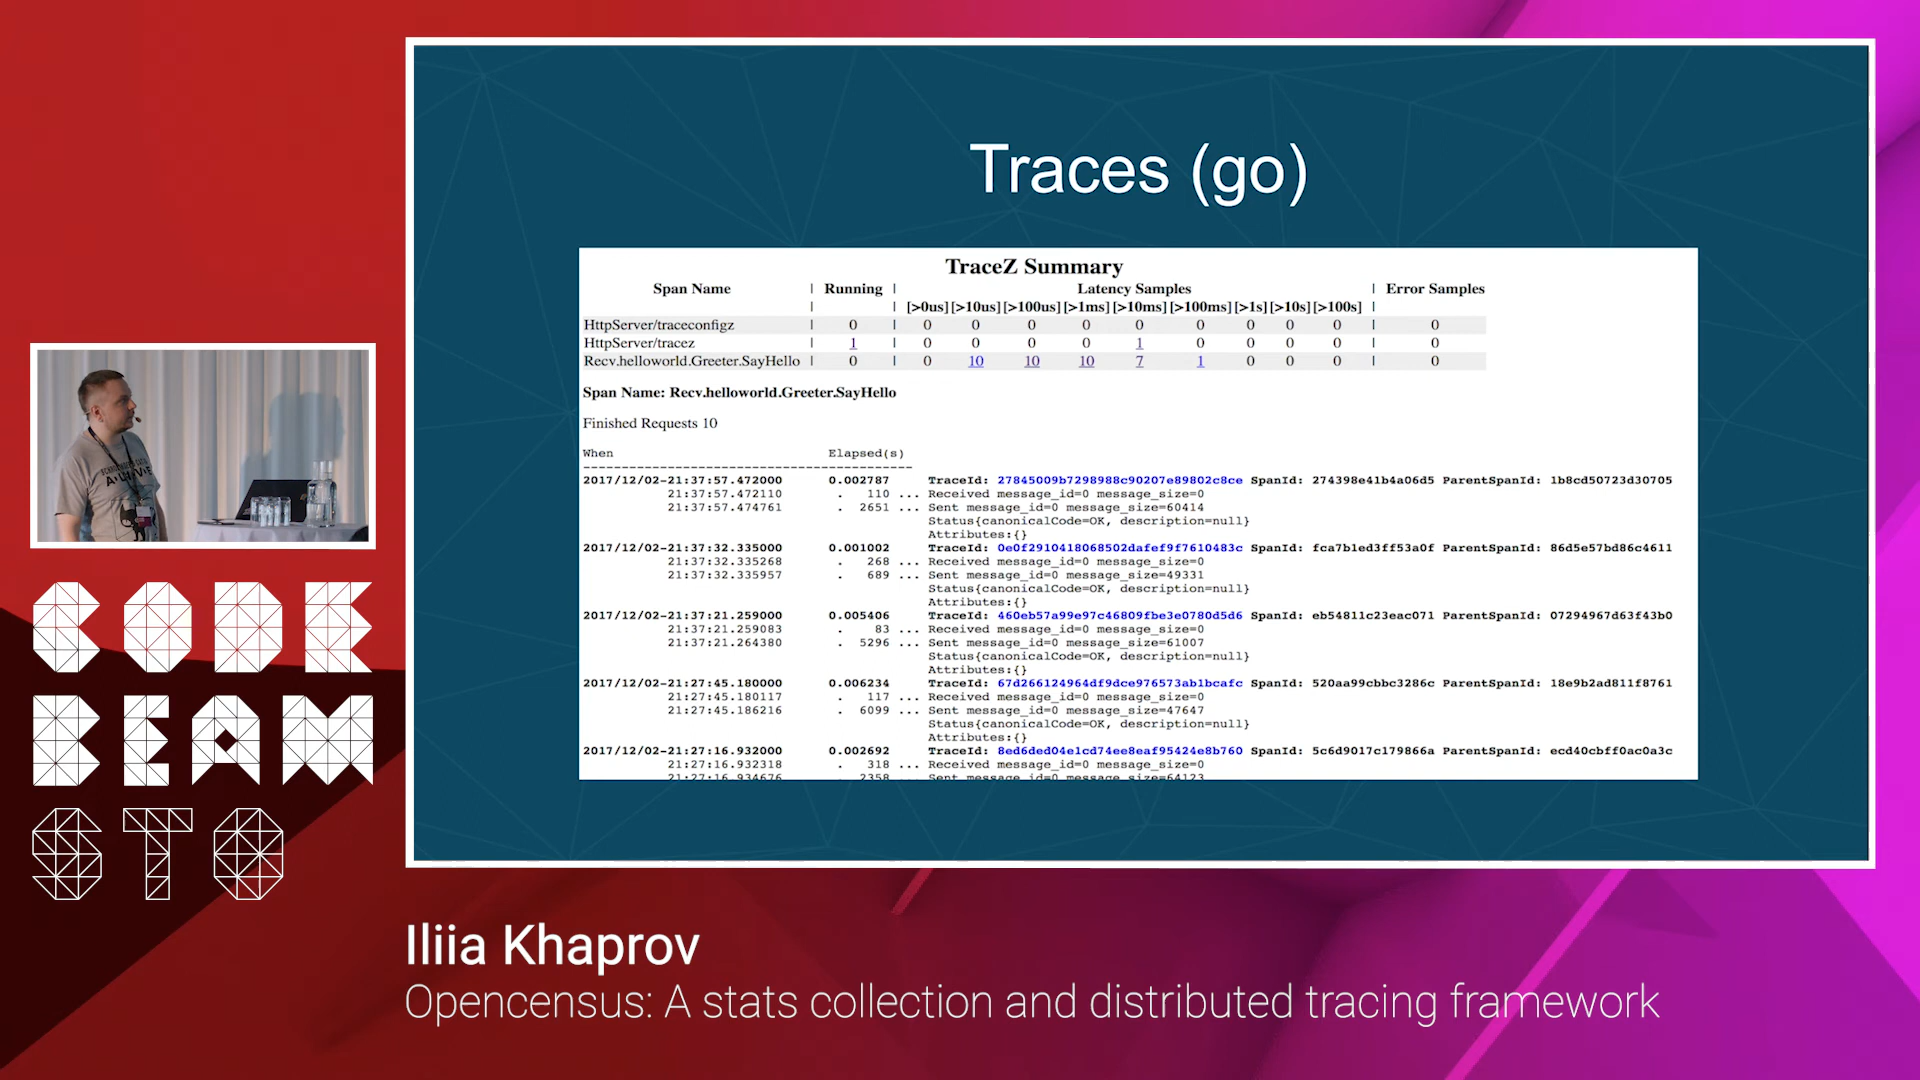 Traces (go)
TraceZ Summary
Span Name | Running | Latency Samples | Error Samples
| | [>0us] [>10us] [>100us] [>1ms] [>10ms] [>100ms] [>1s] [>10s] [>100s] |
HttpServer/traceconfigz | 0 | 0 0 0 0 0 0 0 0 0 | 0
HttpServer/tracez | 1 | 0 0 0 0 1 0 0 0 0 | 0
Recv.helloworld.Greeter.SayHello | 0 | 0 10 10 10 7 1 0 0 0 | 0
Span Name: Recv.helloworld.Greeter.SayHello
Finished Requests 10
When Elapsed(s)
----------------------------------------
2017/12/02-21:37:57.472000 0.002787 TraceId: 27845009b7298988c90207e89802c8ce SpanId: 274398e41b4a06d5 ParentSpanId: 1b8cd50723d30705
21:37:57.472110 . 110 ... Received message_id=0 message_size=0
21:37:57.474761 . 2651 ... Sent message_id=0 message_size=60414
Status{canonicalCode=OK, description=null}
Attributes:{}
2017/12/02-21:37:32.335000 0.001002 TraceId: 0e0f2910418068502dafef9f7610483c SpanId: fca7b1ed3ff53a0f ParentSpanId: 86d5e57bd86c4611
21:37:32.335268 . 268 ... Received message_id=0 message_size=0
21:37:32.335957 . 689 ... Sent message_id=0 message_size=49331
Status{canonicalCode=OK, description=null}
Attributes:{}
2017/12/02-21:37:21.259000 0.005406 TraceId: 460eb57a99e97c46809fbe3e0780d5d6 SpanId: eb54811c23eac071 ParentSpanId: 07294967d63f43b0
21:37:21.259083 . 83 ... Received message_id=0 message_size=0
21:37:21.264380 . 5296 ... Sent message_id=0 message_size=61007
Status{canonicalCode=OK, description=null}
Attributes:{}
2017/12/02-21:27:45.180000 0.006234 TraceId: 67d266124964df9dce976573ab1bcafc SpanId: 520aa99cbbc3286c ParentSpanId: 18e9b2ad811f8761
21:27:45.180117 . 117 ... Received message_id=0 message_size=0
21:27:45.186216 . 6099 ... Sent message_id=0 message_size=47647
Status{canonicalCode=OK, description=null}
Attributes:{}
2017/12/02-21:27:16.932000 0.002692 TraceId: 8ed6ded04e1cd74ee8eaf95424e8b760 SpanId: 5c6d9017c179866a ParentSpanId: ecd40cbff0ac0a3c
21:27:16.932318 . 318 ... Received message_id=0 message_size=0
21:27:16.934676 . 2358 ... Sent message_id=0 message_size=64123
CODE
BEAM
STO
Iliia Khaprov
Opencensus: A stats collection and distributed tracing framework